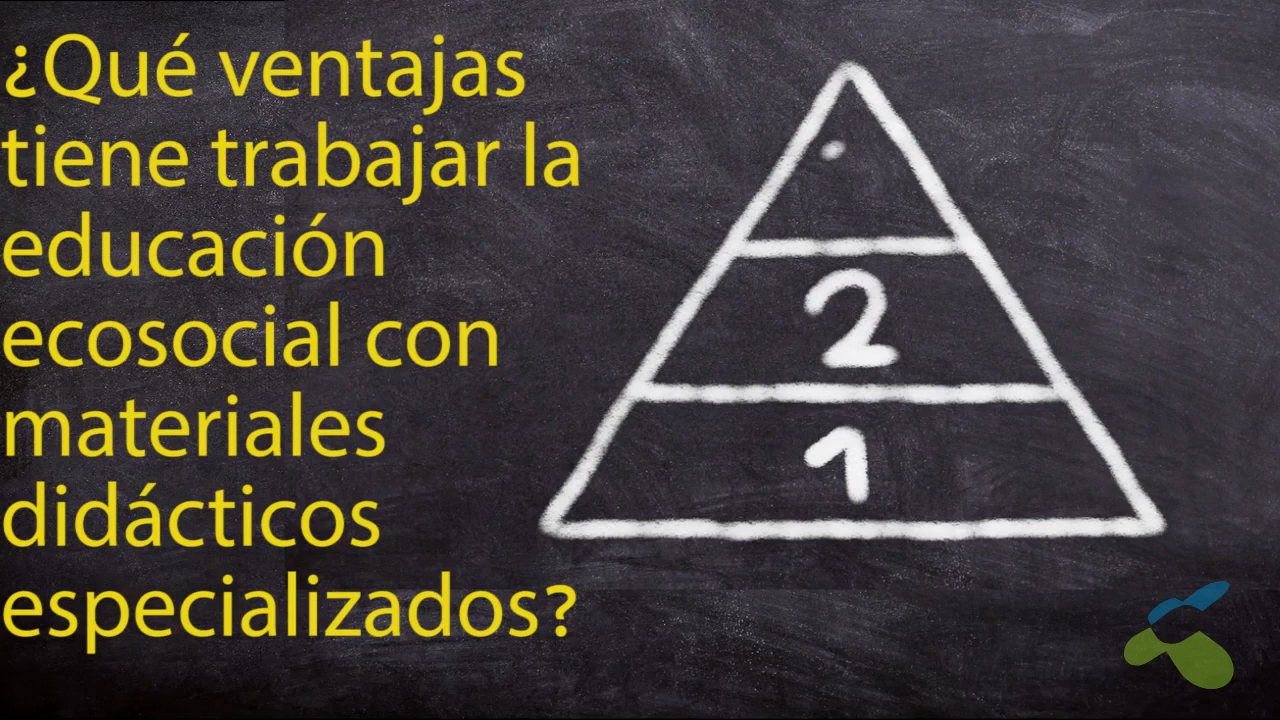 ¿Qué ventajas
tiene trabajar la
educación
ecosocial con
materiales
didácticos
especializados?
2
1